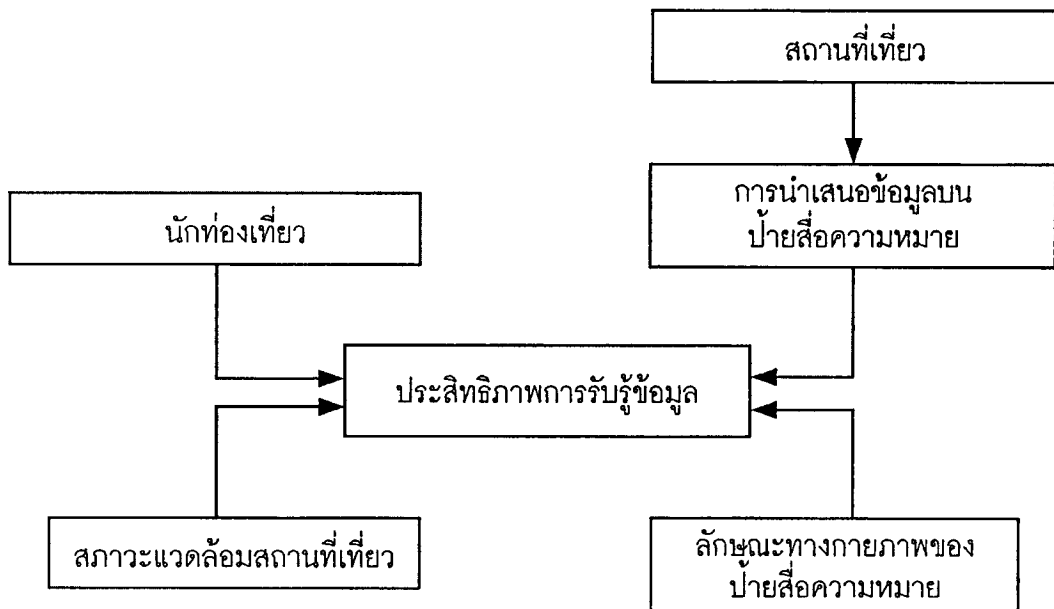 สถานที่เที่ยว
การนำเสนอข้อมูลบน
ป้ายสื่อความหมาย
นักท่องเที่ยว
ประสิทธิภาพการรับรู้ข้อมูล
สภาวะแวดล้อมสถานที่เที่ยว
ลักษณะทางกายภาพของ
ป้ายสื่อความหมาย